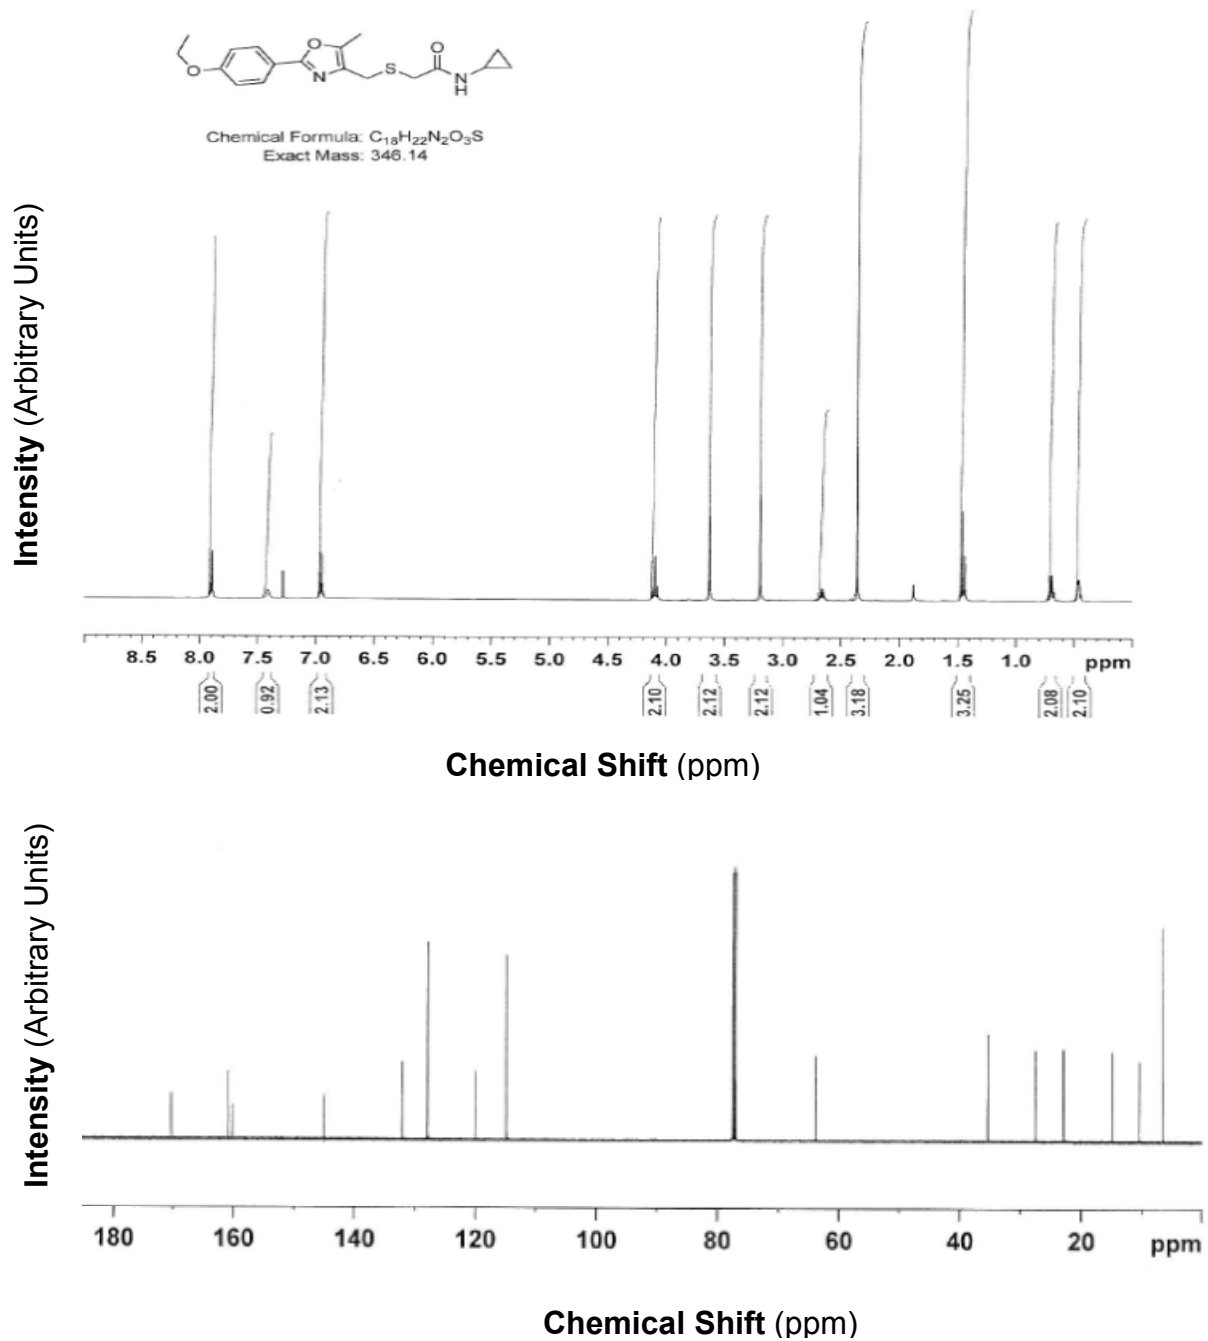 O
N
S
O
N
H
O
Chemical Formula: C₁₈H₂₂N₂O₃S
Exact Mass: 346.14
Intensity (Arbitrary Units)
8.5 8.0 7.5 7.0 6.5 6.0 5.5 5.0 4.5 4.0 3.5 3.0 2.5 2.0 1.5 1.0 ppm
2.00 0.92 2.13 2.10 2.12 2.12 1.04 3.18 3.25 2.08 2.10
Chemical Shift (ppm)
Intensity (Arbitrary Units)
180 160 140 120 100 80 60 40 20 ppm
Chemical Shift (ppm)